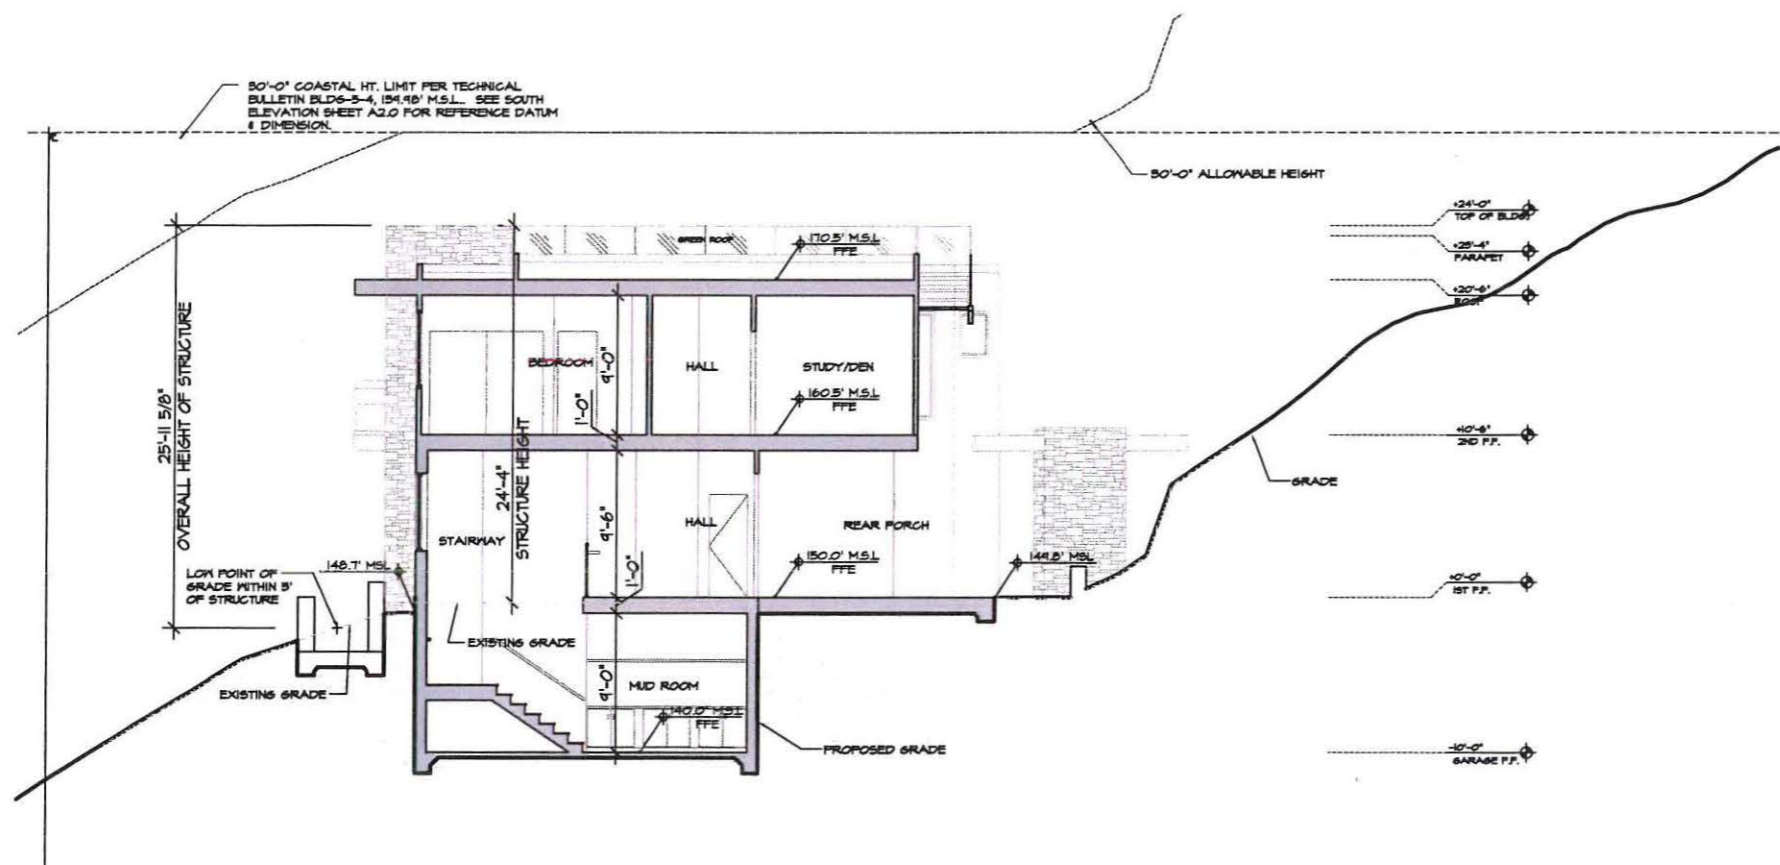 30'-0" COASTAL HT. LIMIT PER TECHNICAL
BULLETIN BLDG-5-4, 159.98' M.S.L. SEE SOUTH
ELEVATION SHEET A2.0 FOR REFERENCE DATUM
& DIMENSION.
30'-0" ALLOWABLE HEIGHT
+24'-0"
TOP OF BLDG.
+23'-4"
PARAPET
+20'-6"
ROOF
+10'-6"
2ND F.F.
+0'-0"
1ST F.F.
-10'-0"
GARAGE F.F.
GREEN ROOF
170.5' M.S.L
FFE
25'-11 5/8"
OVERALL HEIGHT OF STRUCTURE
BEDROOM
9'-0"
HALL
STUDY/DEN
1'-0"
160.5' M.S.L
FFE
24'-4"
STRUCTURE HEIGHT
GRADE
STAIRWAY
9'-6"
HALL
REAR PORCH
148.7' MSL
1'-0"
150.0' M.S.L
FFE
149.8' MSL
LOW POINT OF
GRADE WITHIN 5'
OF STRUCTURE
EXISTING GRADE
EXISTING GRADE
9'-0"
MUD ROOM
140.0' M.S.L
FFE
PROPOSED GRADE